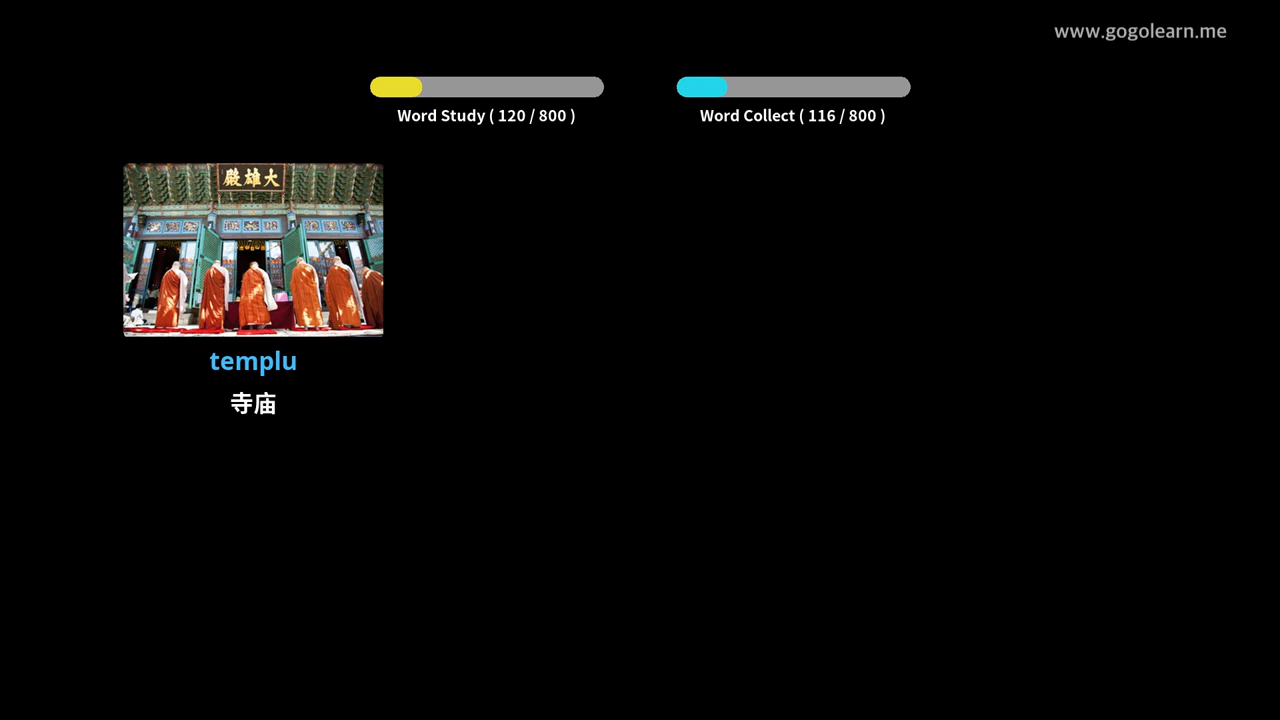 www.gogolearn.me
Word Study ( 120 / 800 )
Word Collect ( 116 / 800 )
殿雄大
templu
寺庙